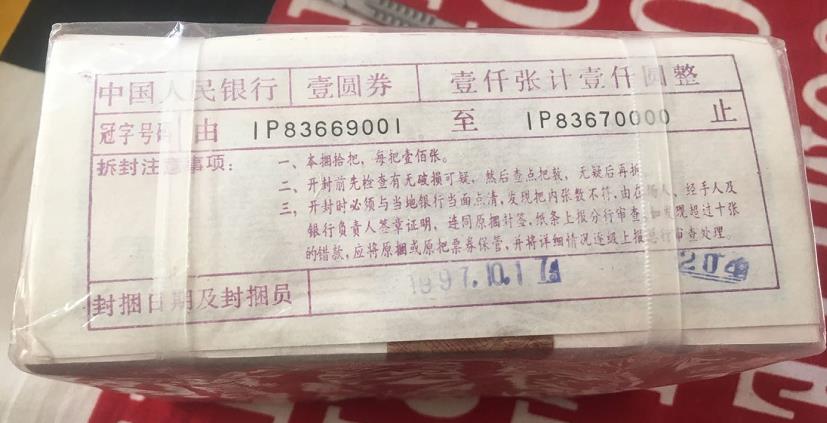 中国人民银行 壹圆券 壹仟张计壹仟圆整
冠字号码 由 IP83669001 至 IP83670000 止
拆封注意事项：
一、本捆拾把，每把壹佰张。
二、开封前先检查有无破损可疑，然后查点把数，无疑后再拆。
三、开封时必须与当地银行当面点清，发现把内张数不符，由在场人、经手人及
银行负责人签章证明，连同原捆封签，纸条上报分行审查，如发现超过十张
的错款，应将原捆或原把票券保管，并将详细情况逐级上报总行审查处理。
封捆日期及封捆员 1997.10.17 204